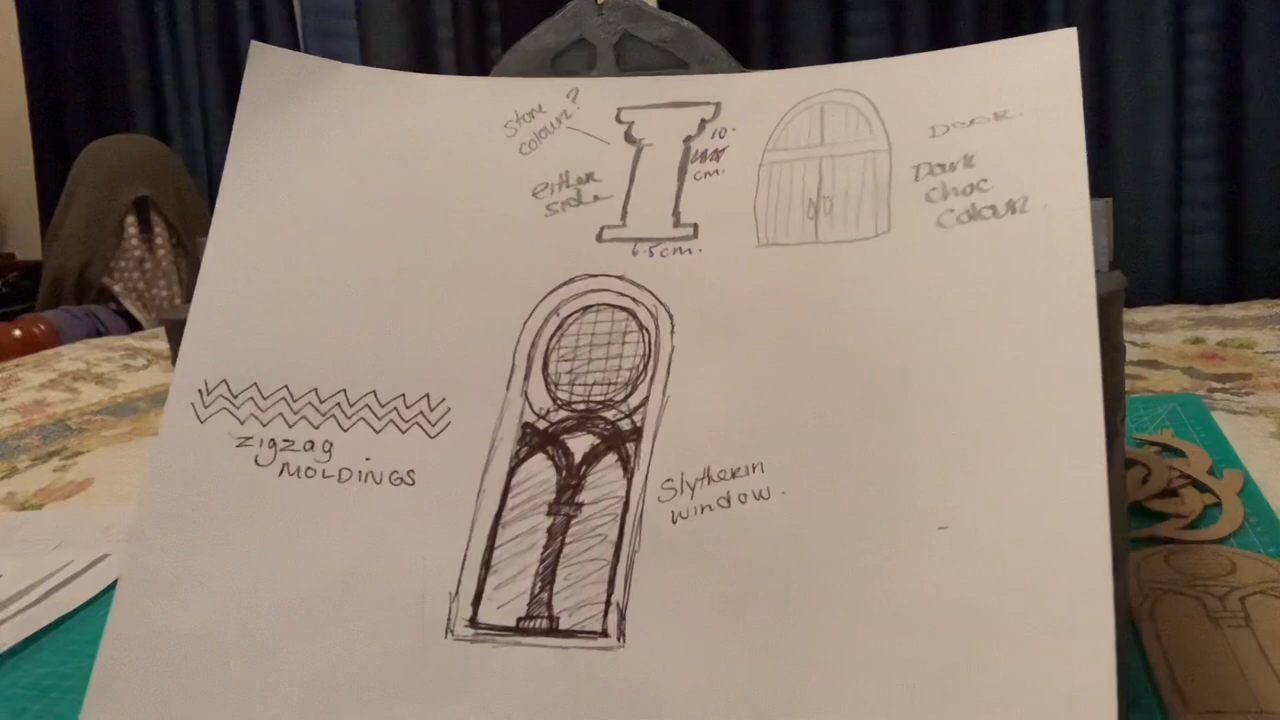 stone
colour?
either
side
10.
cm.
6.5cm.
DOOR.
Dark
choc
colour
zigzag
MOLDINGS
Slytherin
window.